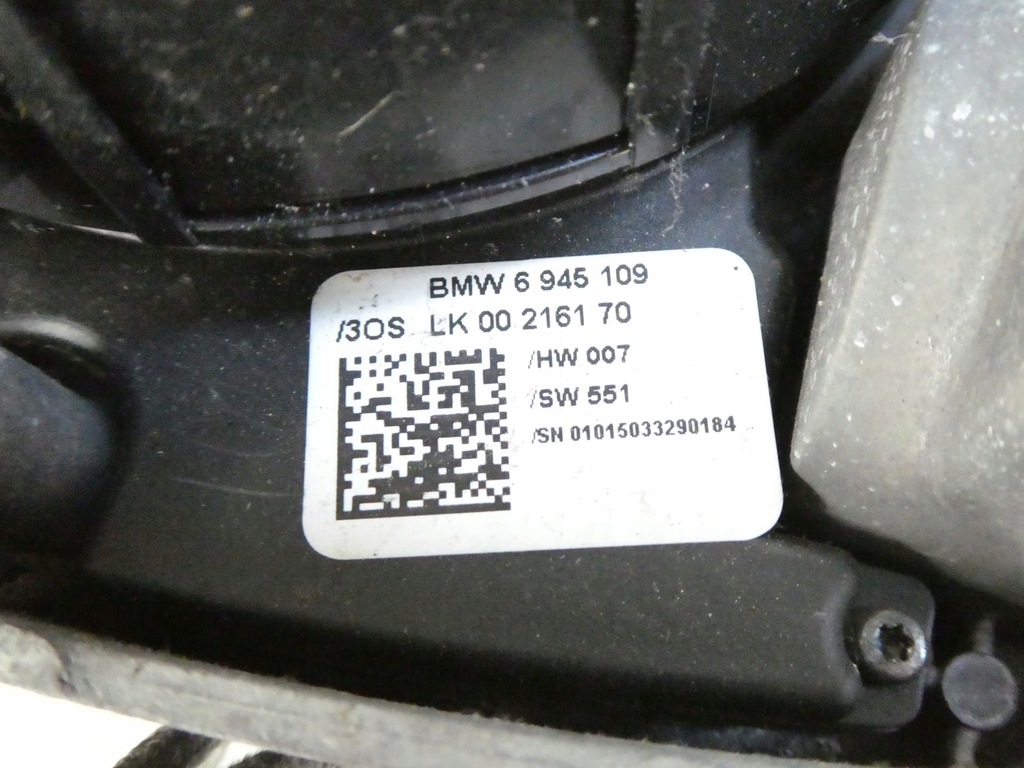 BMW 6 945 109
/3OS LK 00 2161 70
/HW 007
/SW 551
/SN 01015033290184